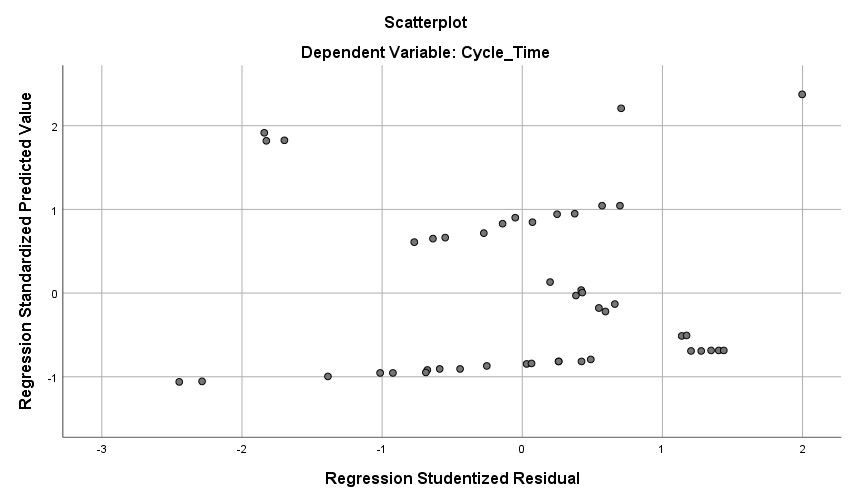 Scatterplot
Dependent Variable: Cycle_Time
Regression Standardized Predicted Value
2
1
0
-1
-3
-2
-1
0
1
2
Regression Studentized Residual